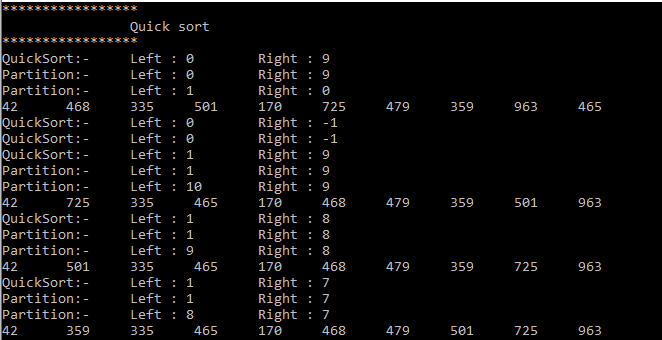 *****************
Quick sort
*****************
QuickSort:- Left : 0 Right : 9
Partition:- Left : 0 Right : 9
Partition:- Left : 1 Right : 0
42 468 335 501 170 725 479 359 963 465
QuickSort:- Left : 0 Right : -1
QuickSort:- Left : 0 Right : -1
QuickSort:- Left : 1 Right : 9
Partition:- Left : 1 Right : 9
Partition:- Left : 10 Right : 9
42 725 335 465 170 468 479 359 501 963
QuickSort:- Left : 1 Right : 8
Partition:- Left : 1 Right : 8
Partition:- Left : 9 Right : 8
42 501 335 465 170 468 479 359 725 963
QuickSort:- Left : 1 Right : 7
Partition:- Left : 1 Right : 7
Partition:- Left : 8 Right : 7
42 359 335 465 170 468 479 501 725 963